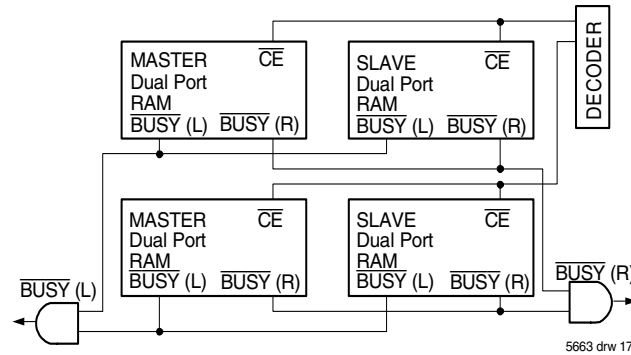 MASTER CE
Dual Port
RAM
BUSY (L) BUSY (R)
SLAVE CE
Dual Port
RAM
BUSY (L) BUSY (R)
DECODER
MASTER CE
Dual Port
RAM
BUSY (L) BUSY (R)
SLAVE CE
Dual Port
RAM
BUSY (L) BUSY (R)
BUSY (L)
BUSY (R)
5663 drw 17